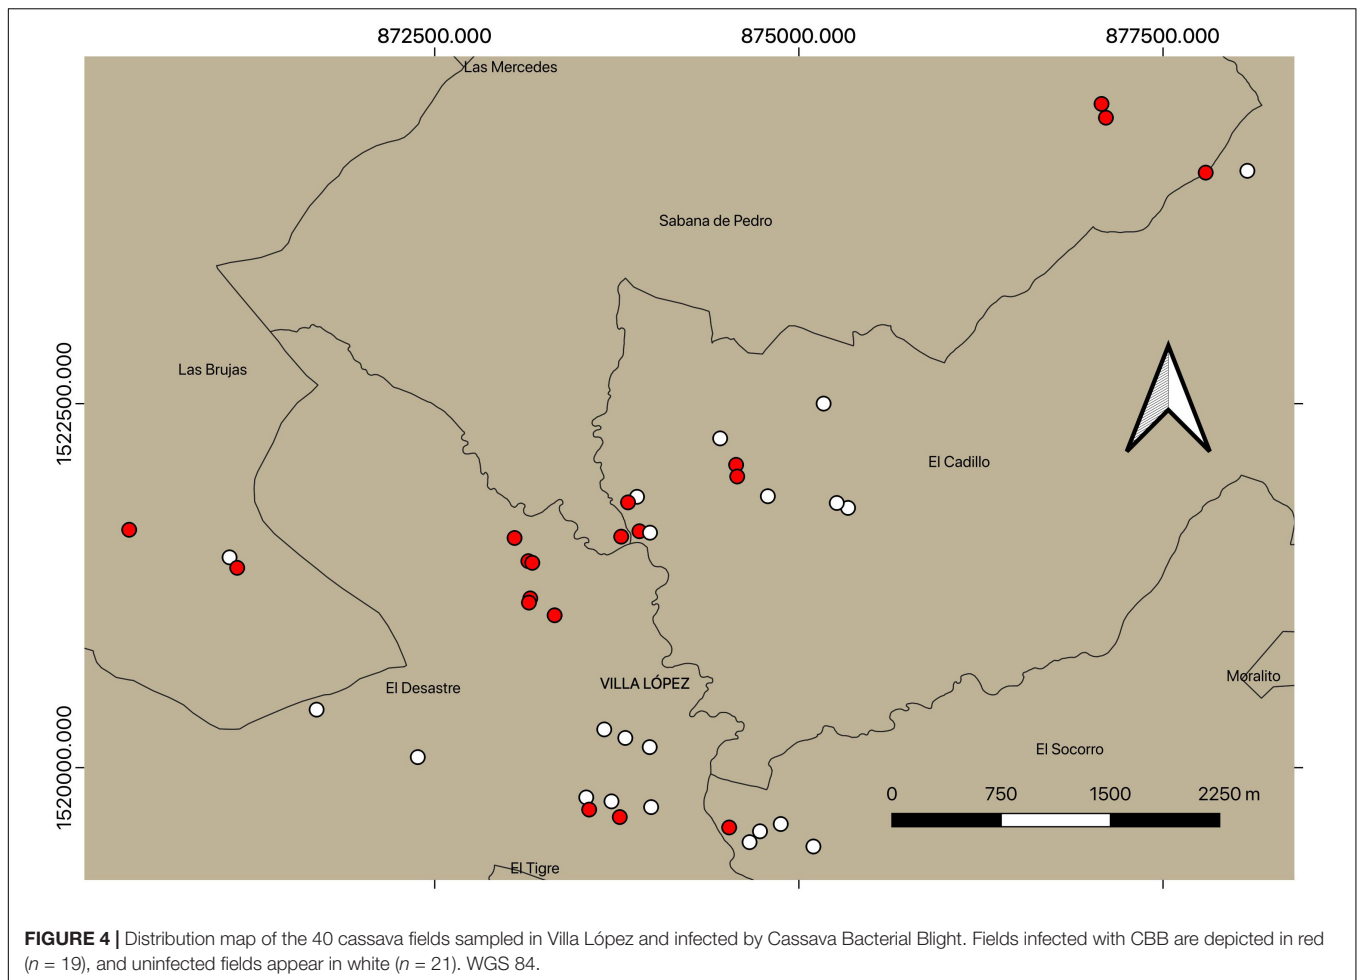 872500.000 875000.000 877500.000
Las Mercedes
Sabana de Pedro
1522500.000
Las Brujas
El Cadillo
El Desastre
VILLA LÓPEZ
Moralito
1520000.000
El Socorro
0 750 1500 2250 m
El Tigre
FIGURE 4 | Distribution map of the 40 cassava fields sampled in Villa López and infected by Cassava Bacterial Blight. Fields infected with CBB are depicted in red
(n = 19), and uninfected fields appear in white (n = 21). WGS 84.